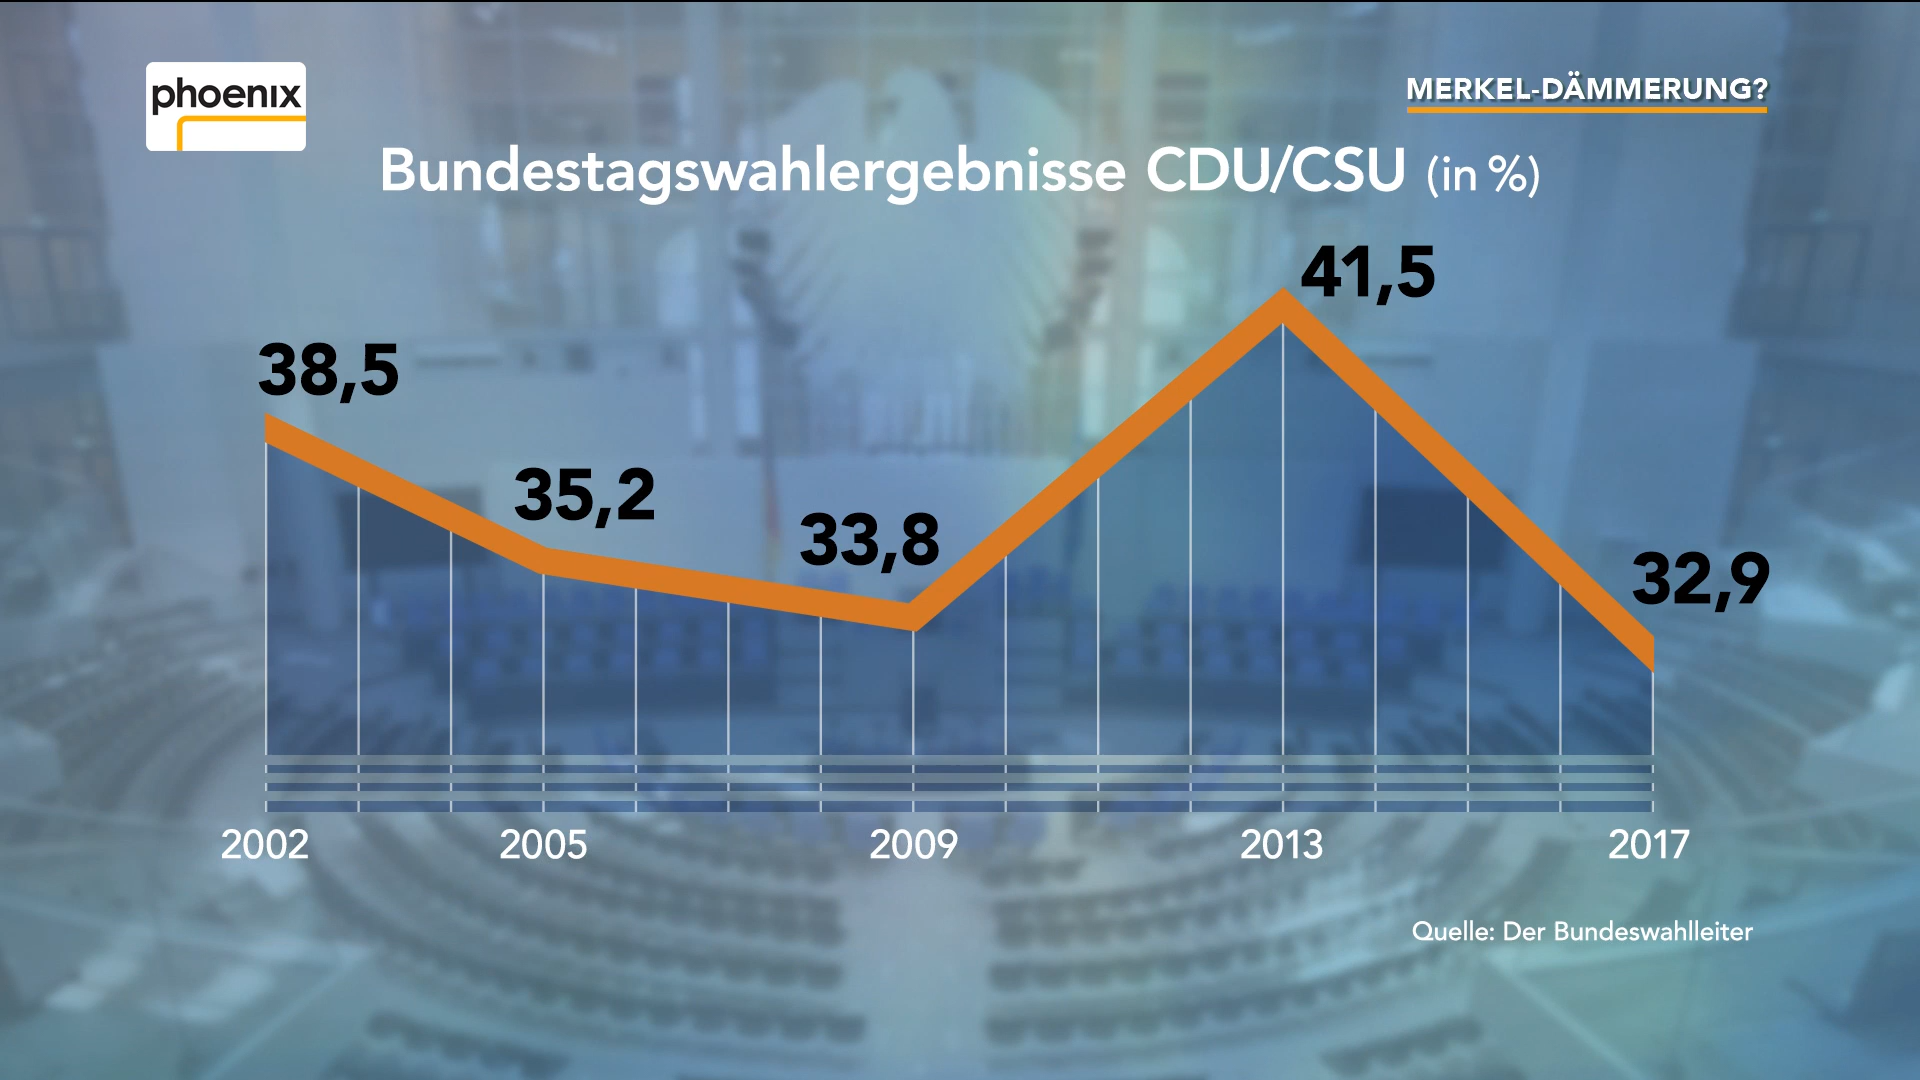 phoenix
MERKEL-DÄMMERUNG?
Bundestagswahlergebnisse CDU/CSU (in %)
41,5
38,5
35,2
33,8
32,9
2002 2005 2009 2013 2017
Quelle: Der Bundeswahlleiter